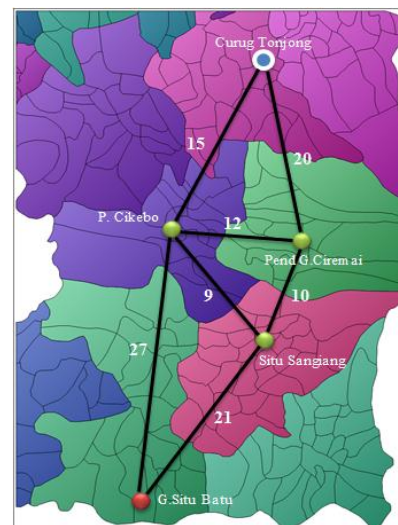 Curug Tonjong
15
20
P. Cikebo
12
Pend G.Ciremai
9
10
Situ Sangiang
27
21
G.Situ Batu